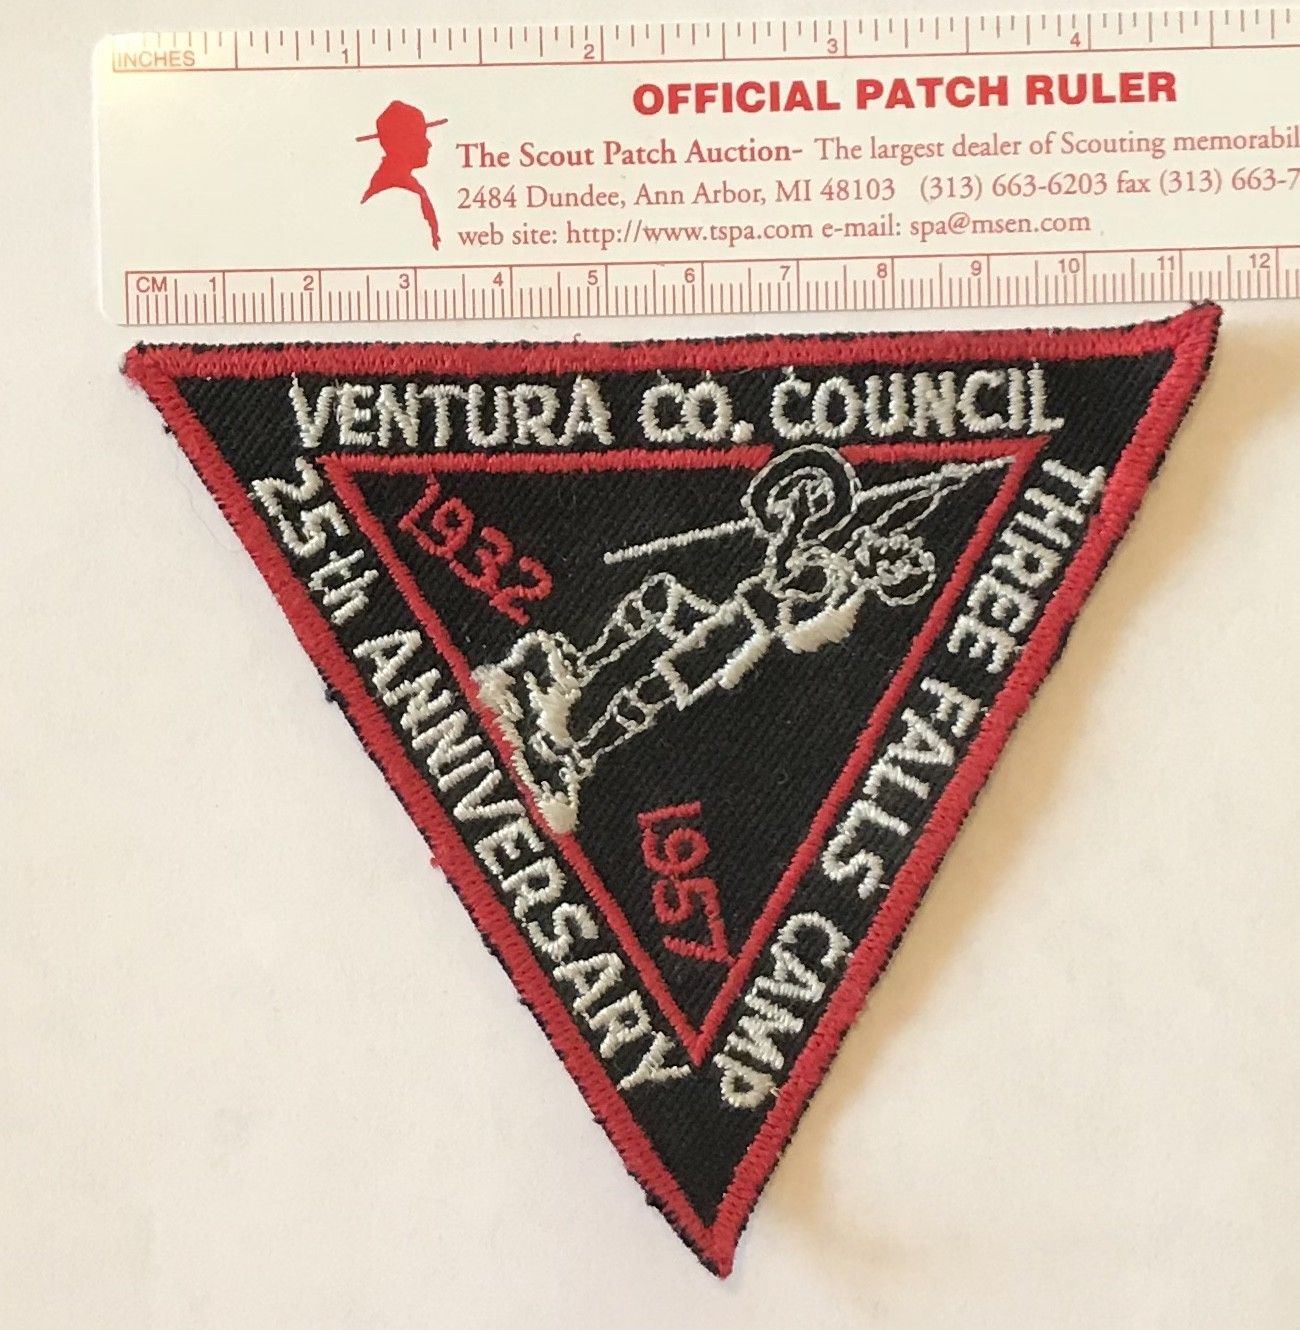 INCHES 1 2 3 4
OFFICIAL PATCH RULER
The Scout Patch Auction- The largest dealer of Scouting
2484 Dundee, Ann Arbor, MI 48103 (313) 663-6203 fax (313) 663-7
web site: http://www.tspa.com e-mail: spa@msen.com
CM 1 2 3 4 5 6 7 8 9 10 11 12
VENTURA CO. COUNCIL
THREE FALLS CAMP
25th ANNIVERSARY
1932
1957